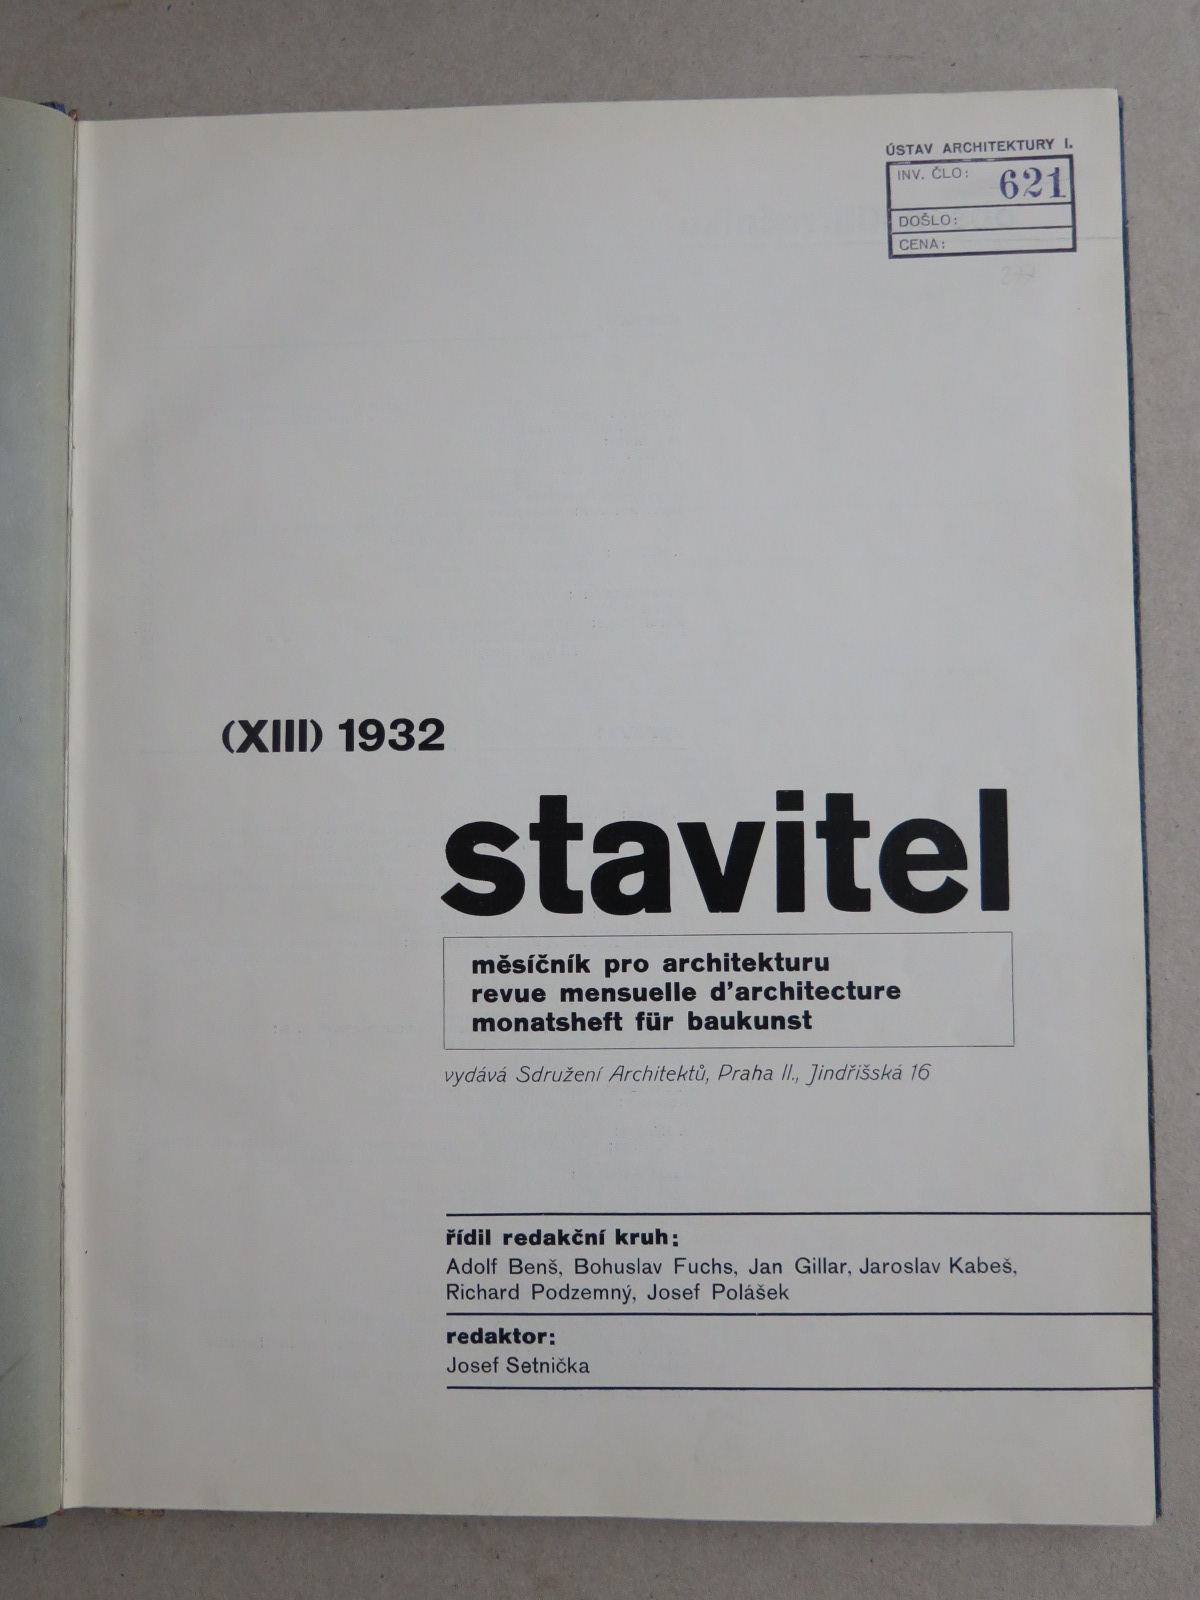 ÚSTAV ARCHITEKTURY I.
INV. ČLO: 621
DOŠLO:
CENA:
(XIII) 1932
stavitel
měsíčník pro architekturu
revue mensuelle d'architecture
monatsheft für baukunst
vydává Sdružení Architektů, Praha II., Jindřišská 16
řídil redakční kruh:
Adolf Benš, Bohuslav Fuchs, Jan Gillar, Jaroslav Kabeš,
Richard Podzemný, Josef Polášek
redaktor:
Josef Setnička